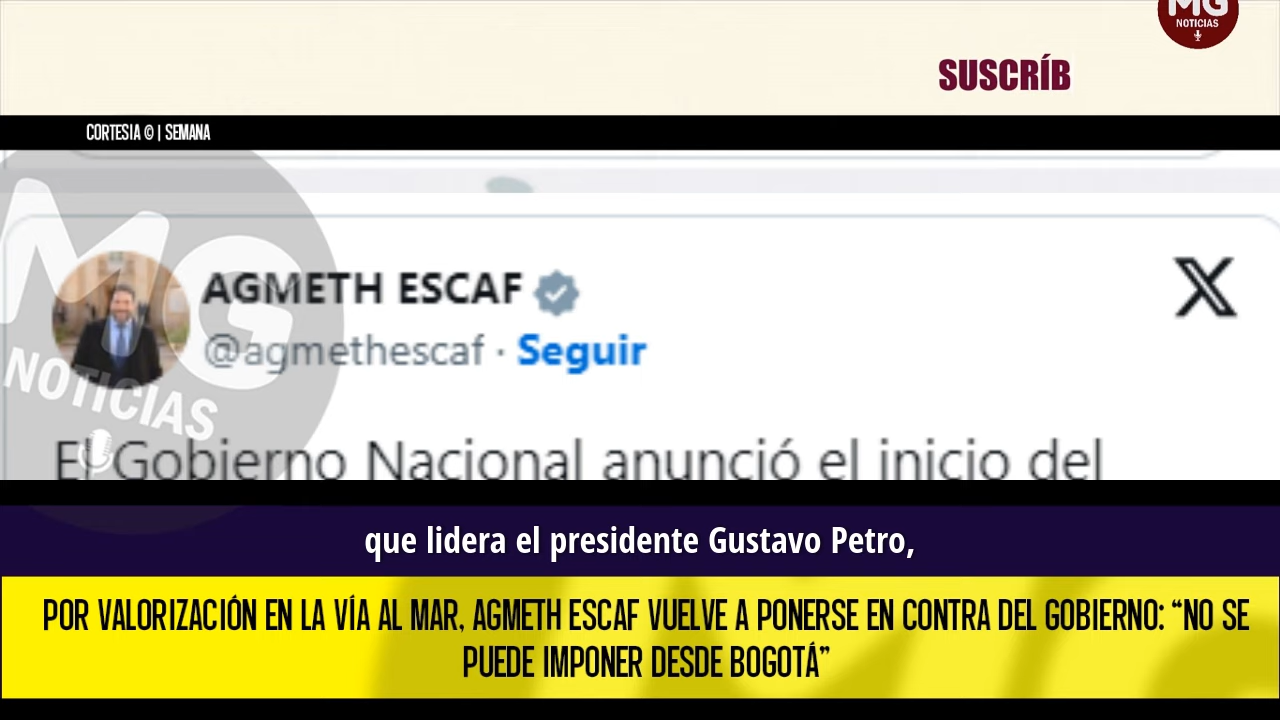 MG
NOTICIAS
SUSCRÍB
CORTESIA © | SEMANA
MG
NOTICIAS
AGMETH ESCAF
@agmethescaf · Seguir
El Gobierno Nacional anunció el inicio del
que lidera el presidente Gustavo Petro,
POR VALORIZACIÓN EN LA VÍA AL MAR, AGMETH ESCAF VUELVE A PONERSE EN CONTRA DEL GOBIERNO: “NO SE
PUEDE IMPONER DESDE BOGOTÁ”